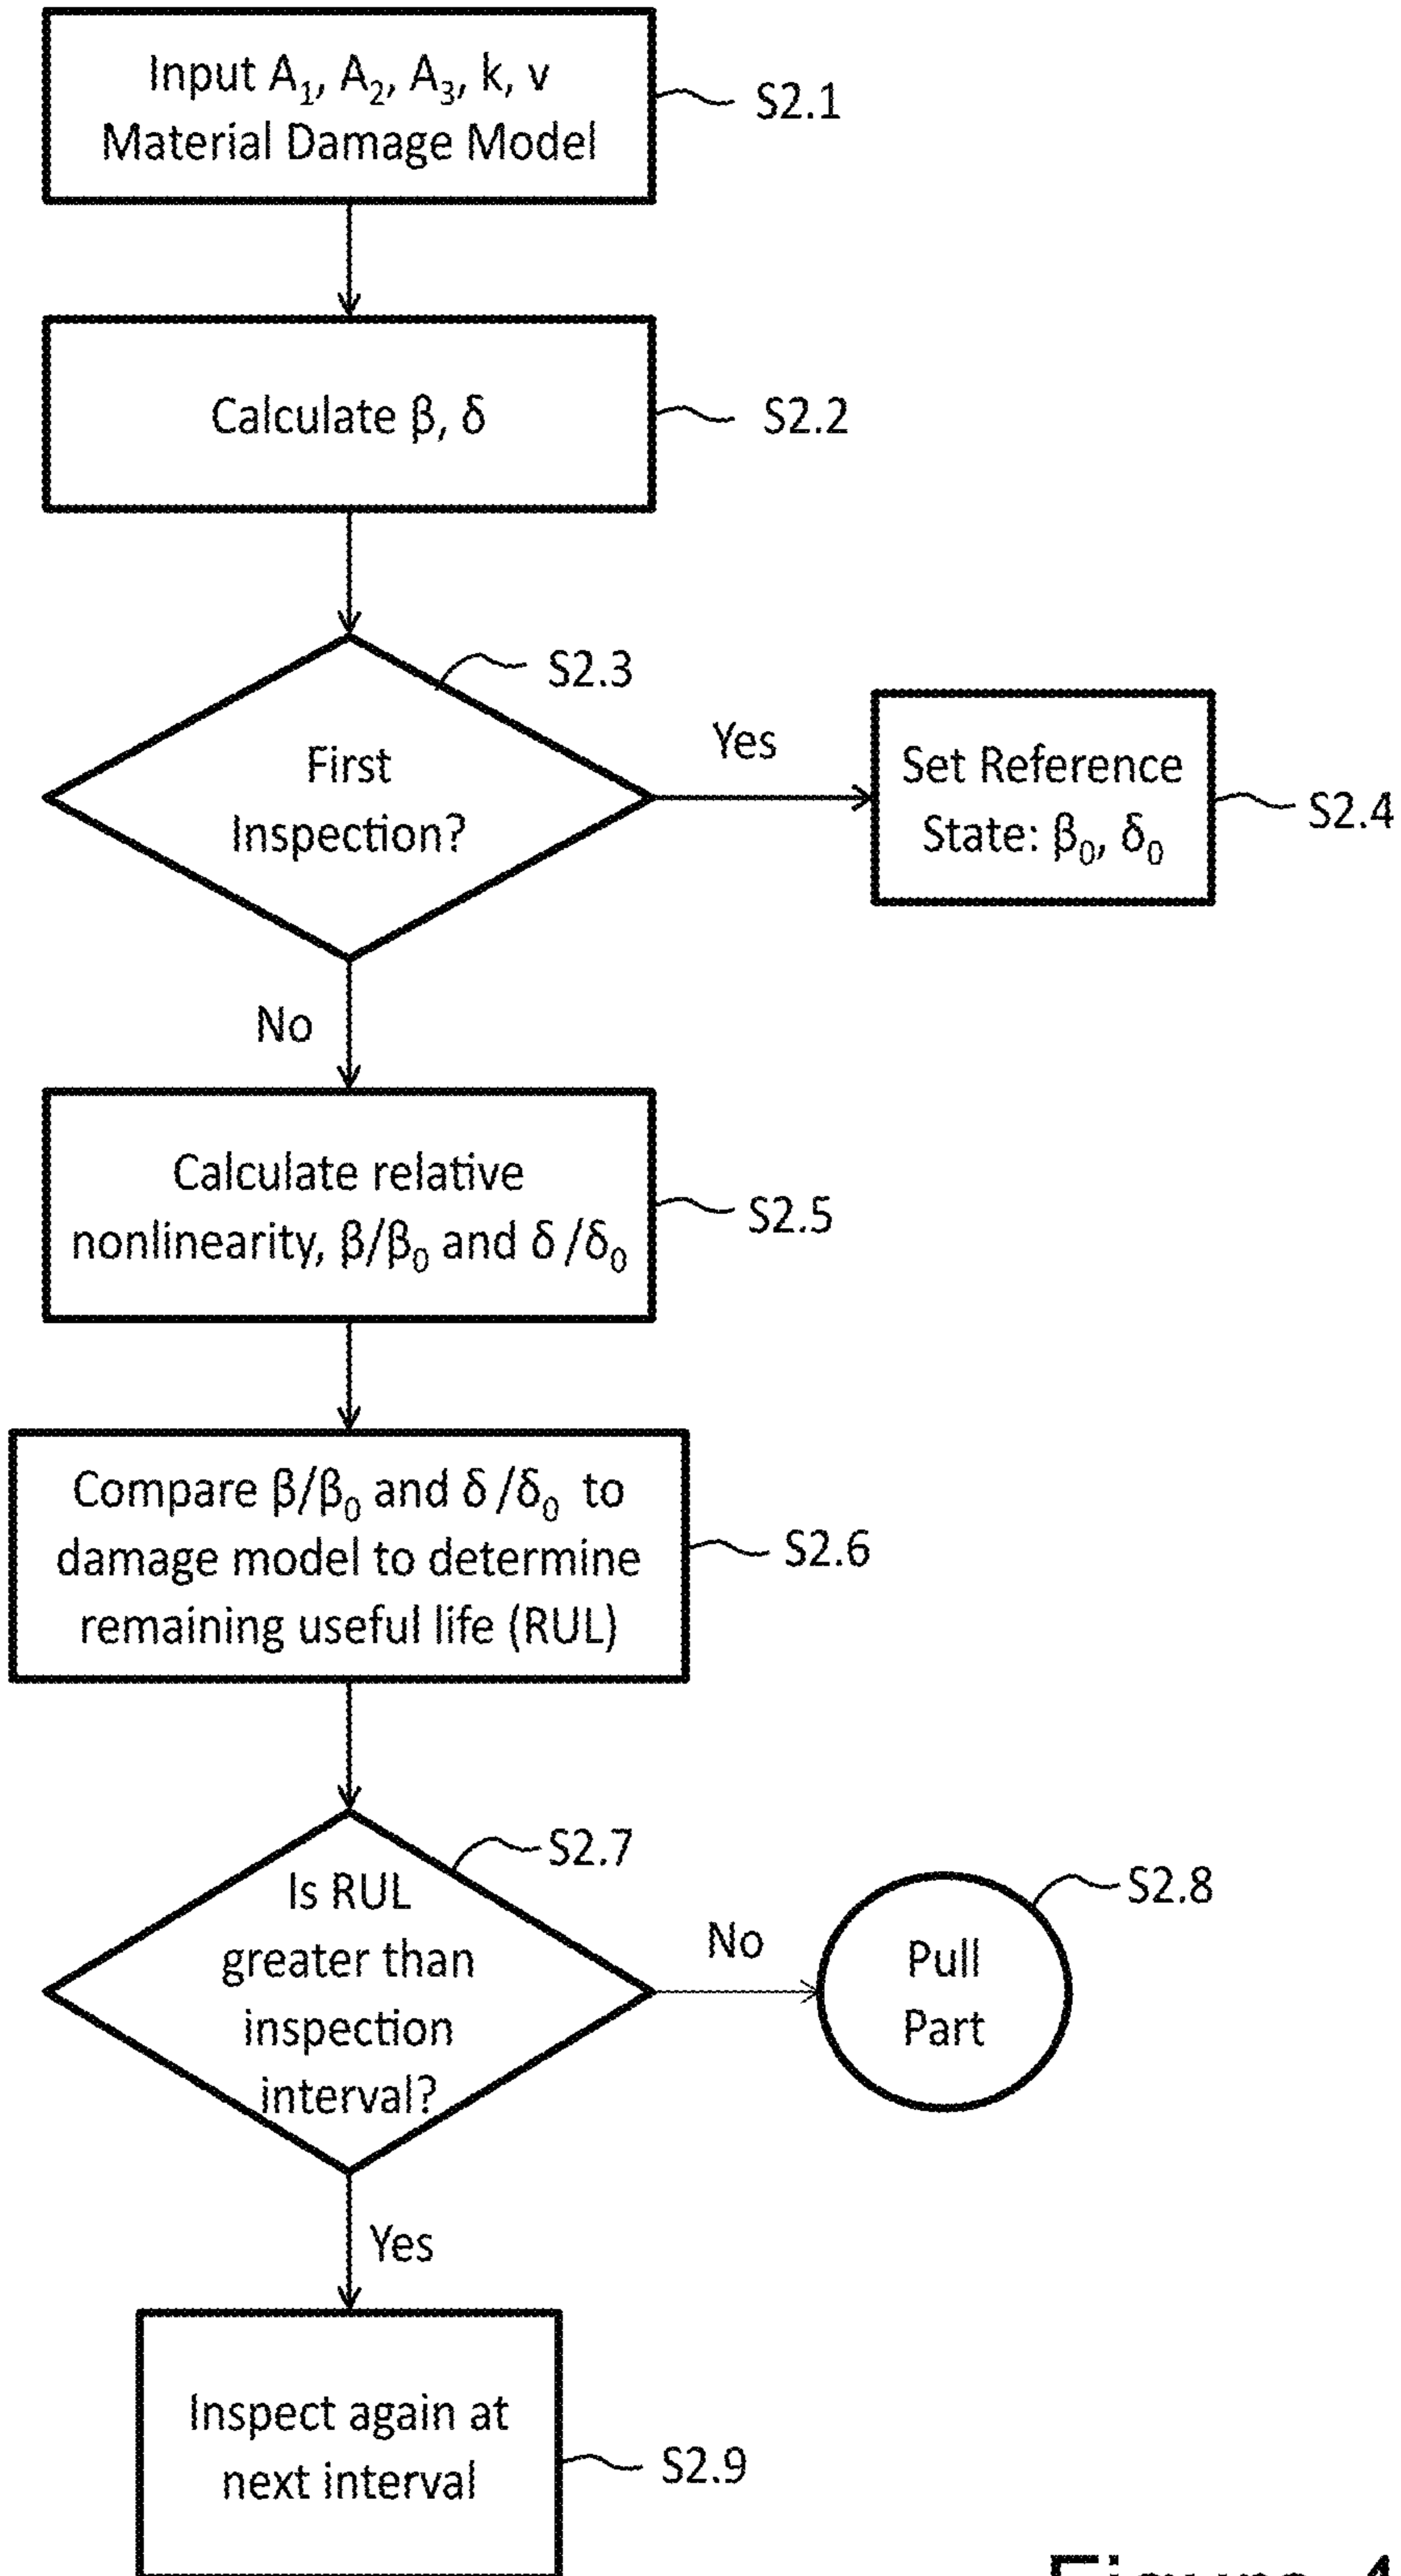 Input A₁, A₂, A₃, k, v
Material Damage Model
S2.1
Calculate β, δ
S2.2
S2.3
First
Inspection?
Yes
Set Reference
State: β₀, δ₀
S2.4
No
Calculate relative
nonlinearity, β/β₀ and δ /δ₀
S2.5
Compare β/β₀ and δ /δ₀ to
damage model to determine
remaining useful life (RUL)
S2.6
S2.7
Is RUL
greater than
inspection
interval?
No
S2.8
Pull
Part
Yes
Inspect again at
next interval
S2.9
Figure 4